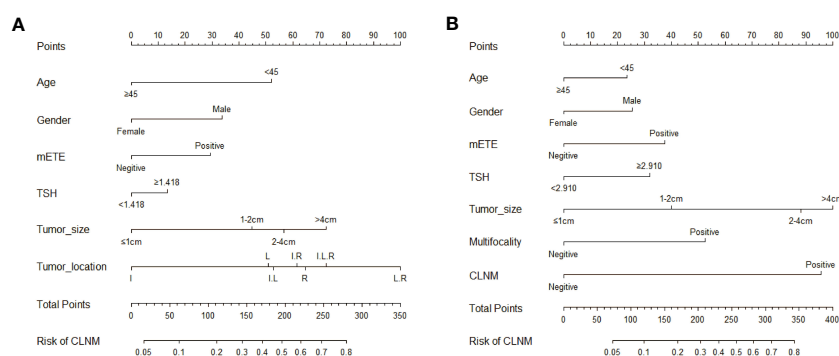 A
Points
0 10 20 30 40 50 60 70 80 90 100
Age
<45
≥45
Gender
Male
Female
mETE
Positive
Negitive
TSH
≥1.418
<1.418
Tumor_size
1-2cm >4cm
≤1cm 2-4cm
Tumor_location
L I.R I.L.R
I I.L R L.R
Total Points
0 50 100 150 200 250 300 350
Risk of CLNM
0.05 0.1 0.2 0.3 0.4 0.5 0.6 0.7 0.8
B
Points
0 10 20 30 40 50 60 70 80 90 100
Age
<45
≥45
Gender
Male
Female
mETE
Positive
Negitive
TSH
≥2.910
<2.910
Tumor_size
1-2cm >4cm
≤1cm 2-4cm
Multifocality
Positive
Negitive
CLNM
Positive
Negitive
Total Points
0 50 100 150 200 250 300 350 400
Risk of CLNM
0.05 0.1 0.2 0.3 0.4 0.5 0.6 0.7 0.8